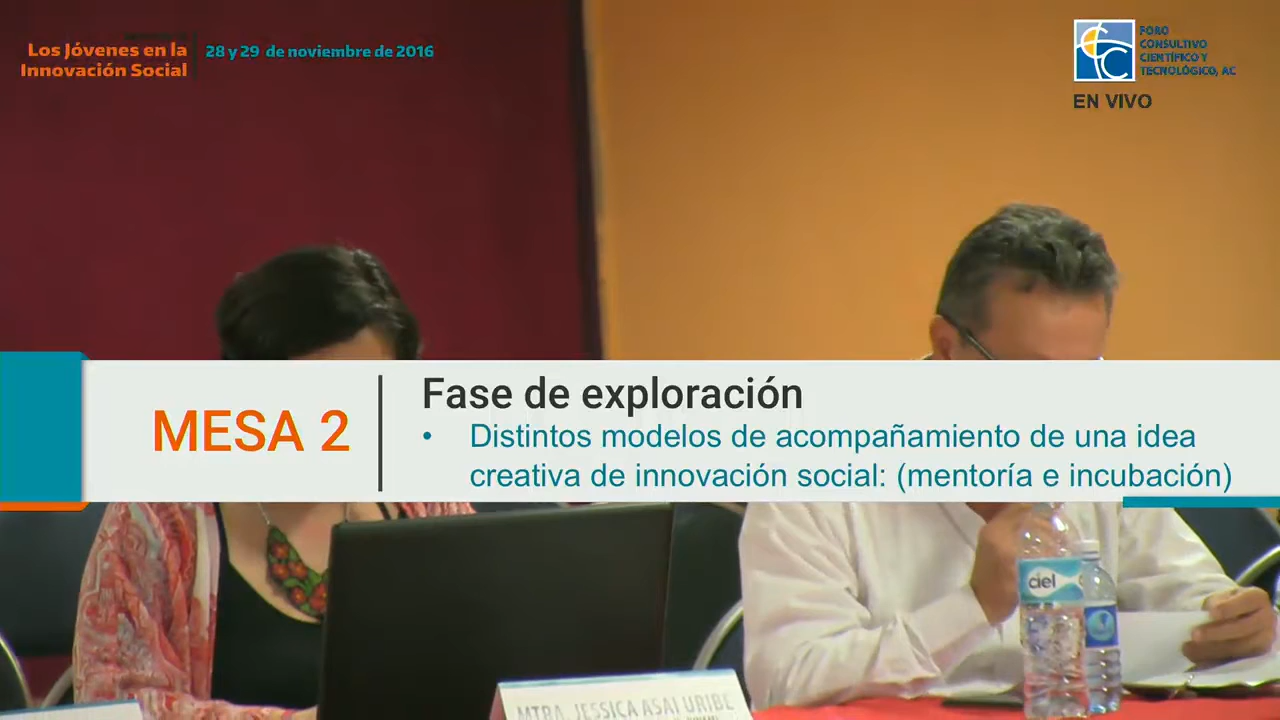 Los Jóvenes en la
Innovación Social
28 y 29 de noviembre de 2016
FORO
CONSULTIVO
CIENTÍFICO Y
TECNOLÓGICO, AC
EN VIVO
MESA 2
Fase de exploración
• Distintos modelos de acompañamiento de una idea
creativa de innovación social: (mentoría e incubación)
ciel
MTRA. JESSICA ASAI URIBE